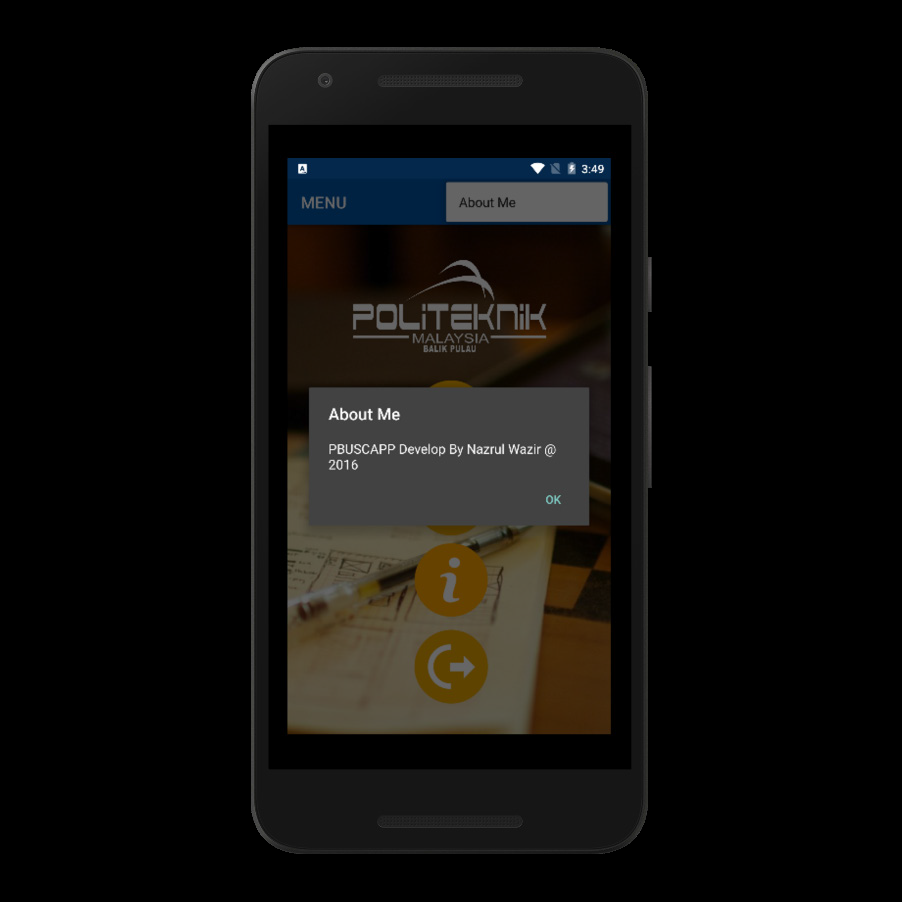 3:49
MENU
About Me
POLiTEKNiK
MALAYSIA
BALIK PULAU
About Me
PBUSCAPP Develop By Nazrul Wazir @
2016
OK